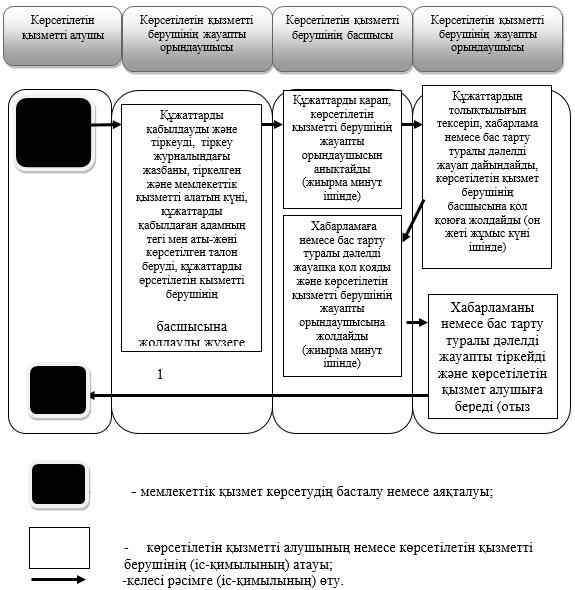 Көрсетілетін
қызметті алушы
Көрсетілетін қызметті
берушінің жауапты
орындаушысы
Көрсетілетін қызметті
берушінің басшысы
Көрсетілетін қызметті
берушінің жауапты
орындаушысы
Құжаттарды
қабылдауды және
тіркеуді, тіркеу
журналындағы
жазбаны, тіркелген
және мемлекеттік
қызметті алатын күні,
құжаттарды
қабылдаған адамның
тегі мен аты-жөні
көрсетілген талон
беруді, құжаттарды
өрсетілетін қызметті
берушінің
басшысына
жолдауды жүзеге
1
Құжаттарды қарап,
көрсетілетін
қызметті берушінің
жауапты
орындаушысын
анықтайды
(жиырма минут
ішінде)
Құжаттардың
толықтылығын
тексеріп, хабарлама
немесе бас тарту
туралы дәлелді
жауап дайындайды,
көрсетілетін қызмет
берушінің
басшысына қол
қоюға жолдайды (он
жеті жұмыс күні
ішінде)
Хабарламаға
немесе бас тарту
туралы дәлелді
жауапқа қол қояды
және көрсетілетін
қызметті берушінің
жауапты
орындаушысына
жолдайды
(жиырма минут
ішінде)
Хабарламаны
немесе бас тарту
туралы дәлелді
жауапты тіркейді
және көрсетілетін
қызмет алушыға
береді (отыз
- мемлекеттік қызмет көрсетудің басталу немесе аяқталуы;
- көрсетілетін қызметті алушының немесе көрсетілетін қызметті
берушінің (іс-қимылының) атауы;
-келесі рәсімге (іс-қимылының) өту.